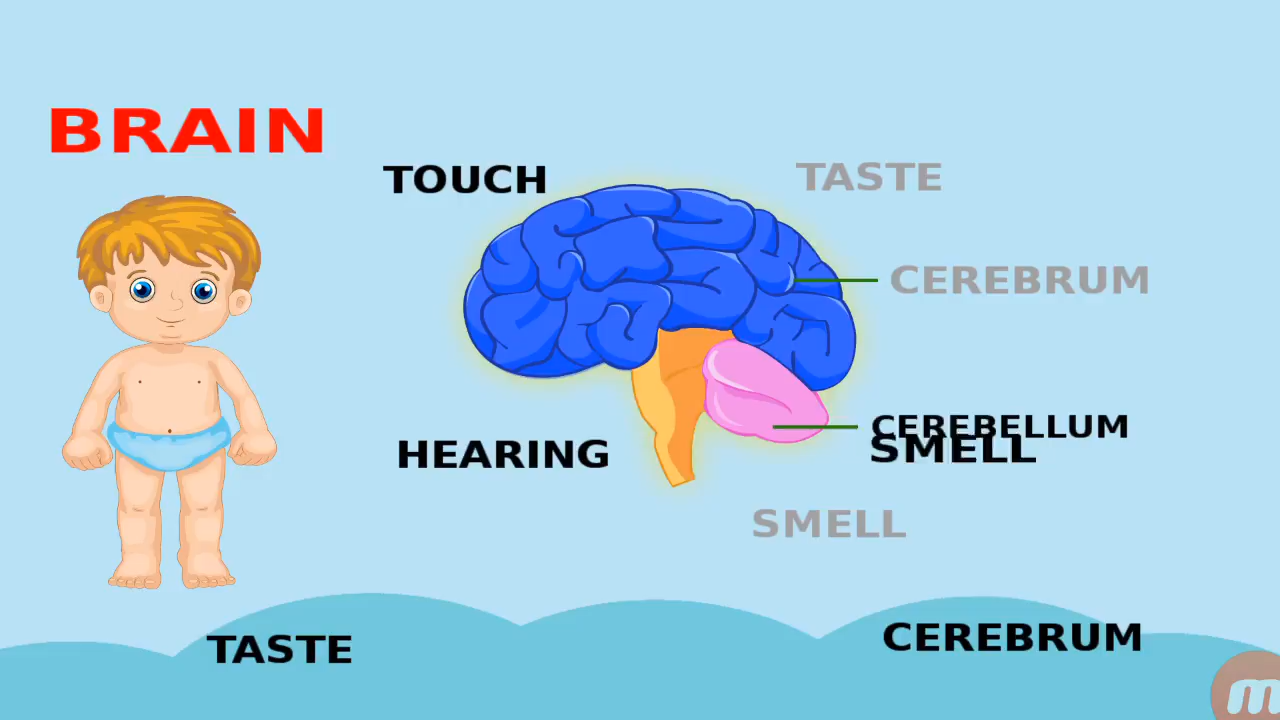 BRAIN
TOUCH
TASTE
CEREBRUM
CEREBELLUM
SMELL
HEARING
SMELL
TASTE
CEREBRUM
m